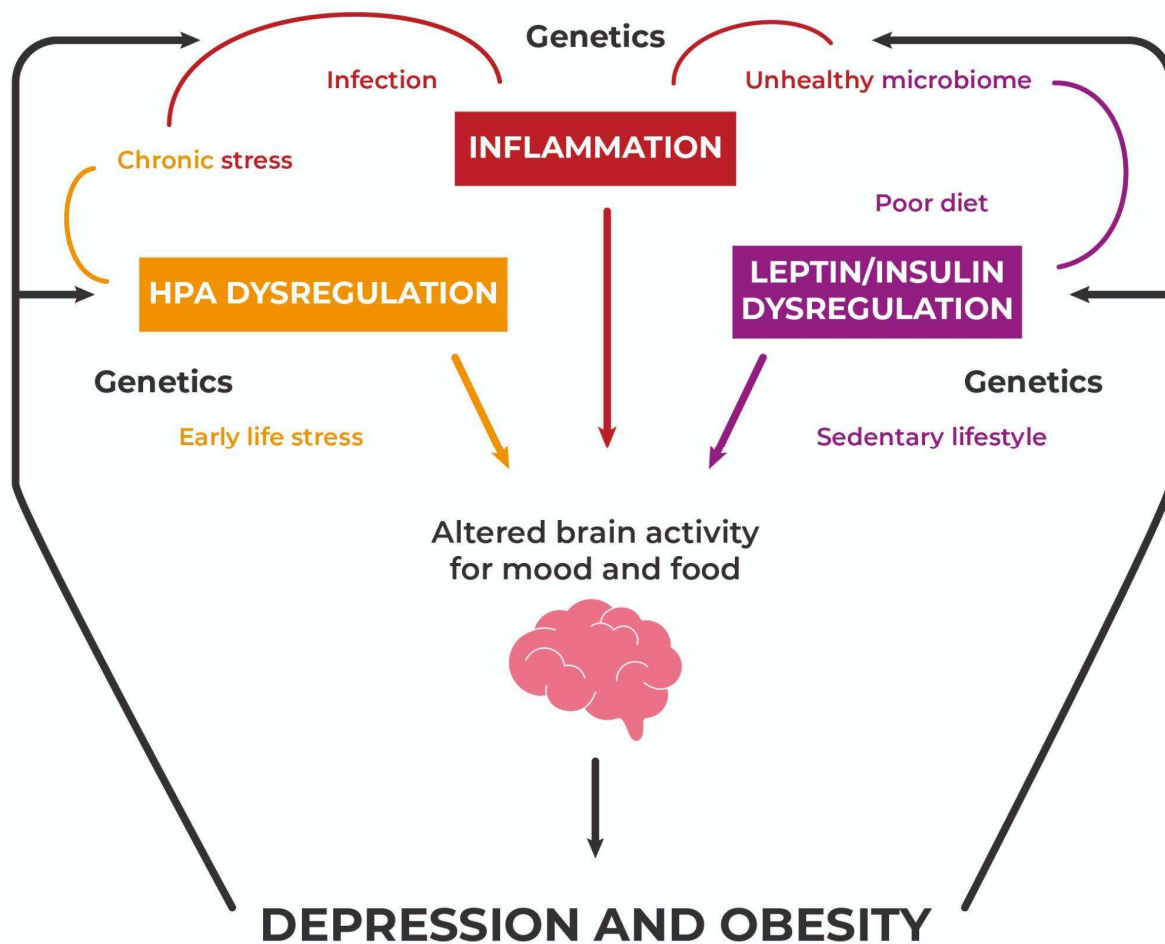 Genetics
Infection
Unhealthy microbiome
INFLAMMATION
Chronic stress
Poor diet
HPA DYSREGULATION
LEPTIN/INSULIN
DYSREGULATION
Genetics
Genetics
Early life stress
Sedentary lifestyle
Altered brain activity
for mood and food
DEPRESSION AND OBESITY